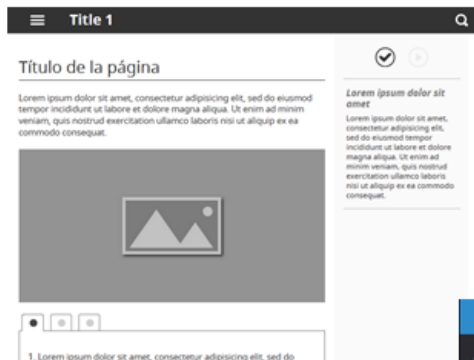 Title 1
Título de la página
Lorem ipsum dolor sit amet, consectetur adipisicing elit, sed do eiusmod
tempor incididunt ut labore et dolore magna aliqua. Ut enim ad minim
veniam, quis nostrud exercitation ullamco laboris nisi ut aliquip ex ea
commodo consequat.
1. Lorem ipsum dolor sit amet, consectetur adipisicing elit, sed do
Lorem ipsum dolor sit
amet
Lorem ipsum dolor sit amet,
consectetur adipisicing elit,
sed do eiusmod tempor
incididunt ut labore et dolore
magna aliqua. Ut enim ad
minim veniam, quis nostrud
exercitation ullamco laboris
nisi ut aliquip ex ea commodo
consequat.